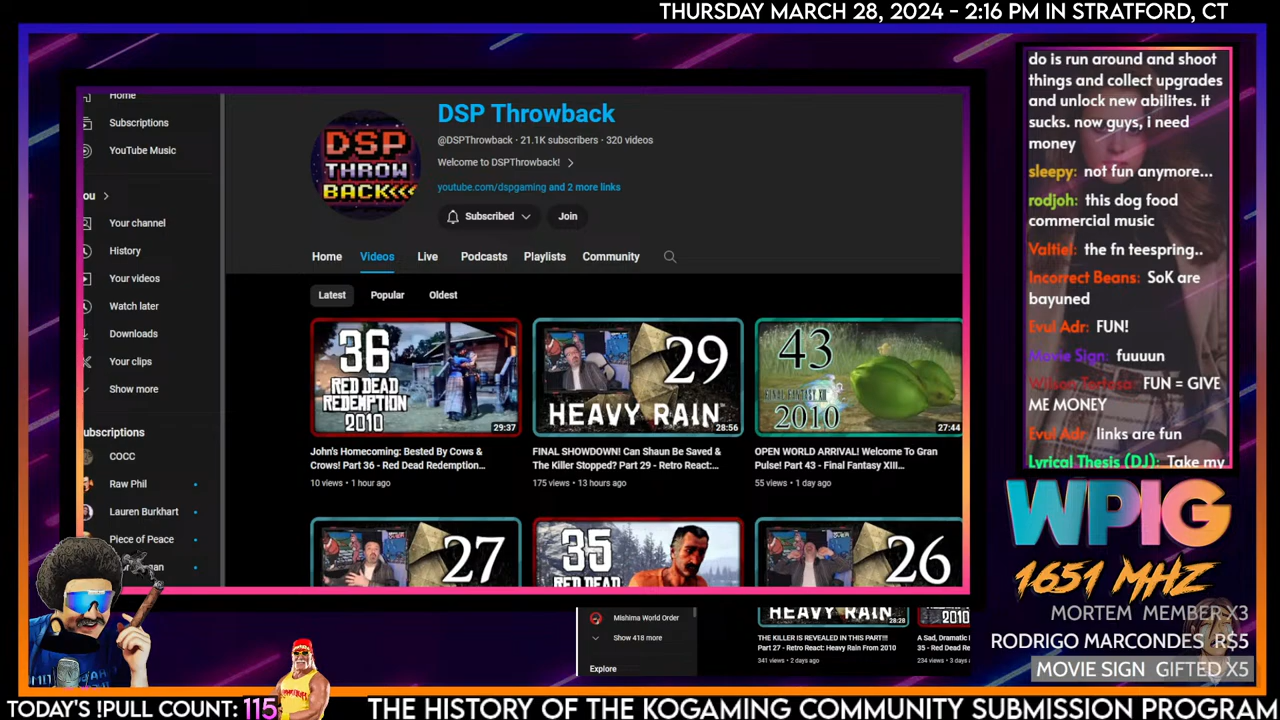 THURSDAY MARCH 28, 2024 - 2:16 PM IN STRATFORD, CT
Home
Subscriptions
YouTube Music
ou >
Your channel
History
Your videos
Watch later
Downloads
Your clips
Show more
ubscriptions
COCC
Raw Phil
Lauren Burkhart
Piece of Peace
DSP
THROW
BACK<<<
DSP Throwback
@DSPThrowback · 21.1K subscribers · 320 videos
Welcome to DSPThrowback! >
youtube.com/dspgaming and 2 more links
Subscribed
Join
Home
Videos
Live
Podcasts
Playlists
Community
Latest
Popular
Oldest
36
RED DEAD
REDEMPTION
2010
29:37
John's Homecoming: Bested By Cows &
Crows! Part 36 - Red Dead Redemption...
10 views • 1 hour ago
29
HEAVY RAIN
28:56
FINAL SHOWDOWN! Can Shaun Be Saved &
The Killer Stopped? Part 29 - Retro React:...
175 views • 13 hours ago
43
FINAL FANTASY XIII
2010
27:44
OPEN WORLD ARRIVAL! Welcome To Gran
Pulse! Part 43 - Final Fantasy XIII...
55 views • 1 day ago
27
35
RED DEAD
26
Mishima World Order
Show 418 more
Explore
HEAVY RAIN
28:28
THE KILLER IS REVEALED IN THIS PART!!!
Part 27 - Retro React: Heavy Rain From 2010
341 views • 2 days ago
RED
A Sad, Dramatic
35 - Red Dead Re
234 views • 3 days a
do is run around and shoot
things and collect upgrades
and unlock new abilites. it
sucks. now guys, i need
money
sleepy: not fun anymore...
rodjoh: this dog food
commercial music
Valtiel: the fn teespring..
Incorrect Beans: SoK are
bayuned
Evul Adr: FUN!
Movie Sign: fuuuun
Wilson Tortosa: FUN = GIVE
ME MONEY
Evul Adr: links are fun
Lyrical Thesis (DJ): Take my
WPIG
1651 MHZ
MORTEM MEMBER X3
RODRIGO MARCONDES R$5
MOVIE SIGN GIFTED X5
TODAY'S !PULL COUNT: 115
THE HISTORY OF THE KOGAMING COMMUNITY SUBMISSION PROGRAM